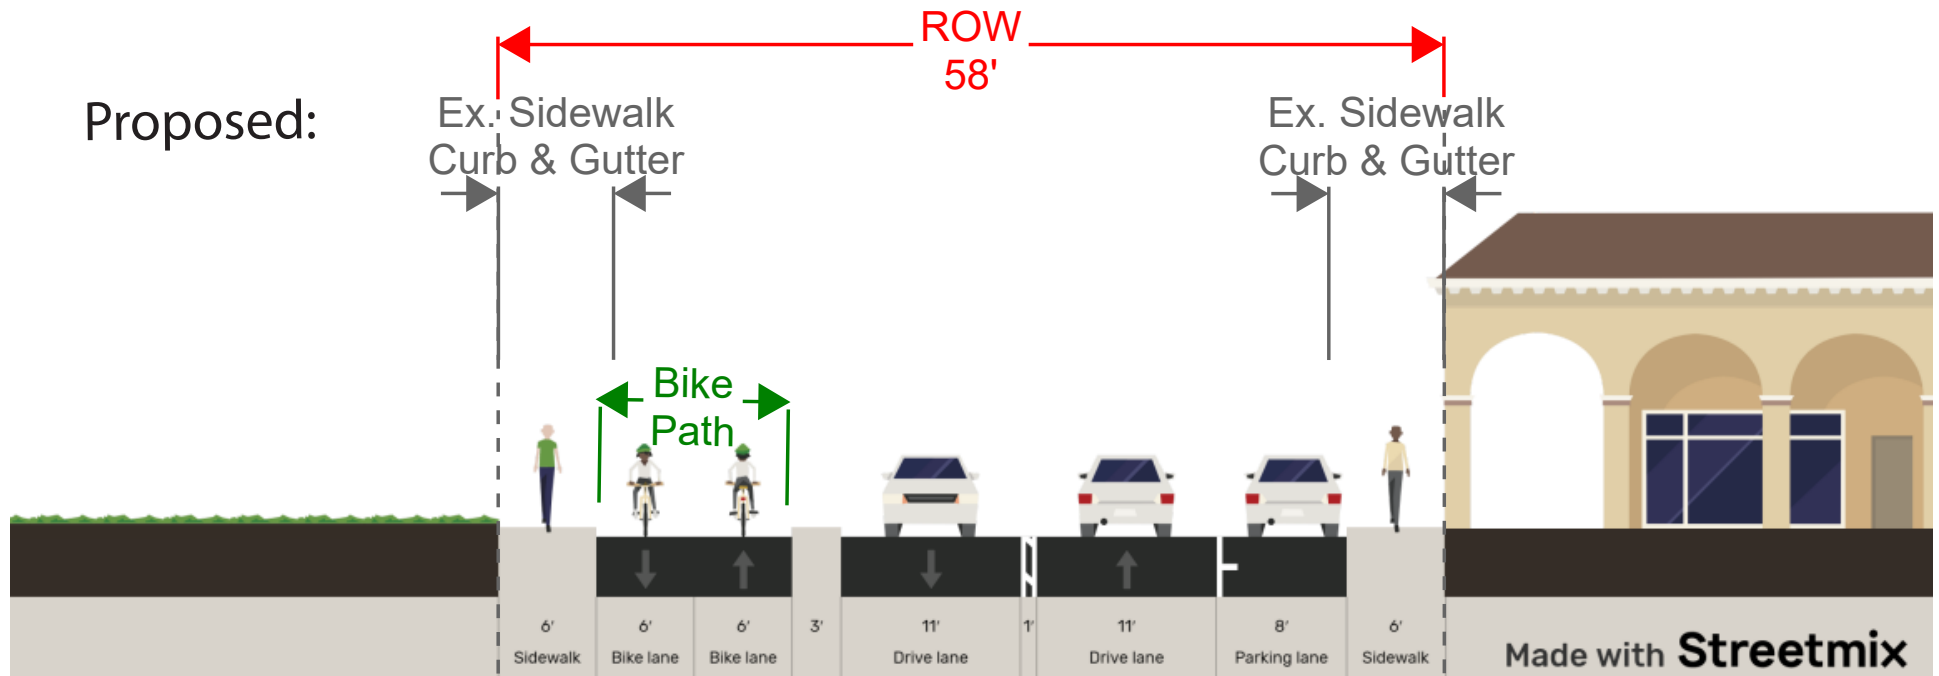 ROW
58'
Proposed:
Ex. Sidewalk
Curb & Gutter
Ex. Sidewalk
Curb & Gutter
Bike
Path
6' 6' 6' 3' 11' 1' 11' 8' 6'
Sidewalk Bike lane Bike lane Drive lane Drive lane Parking lane Sidewalk
Made with Streetmix